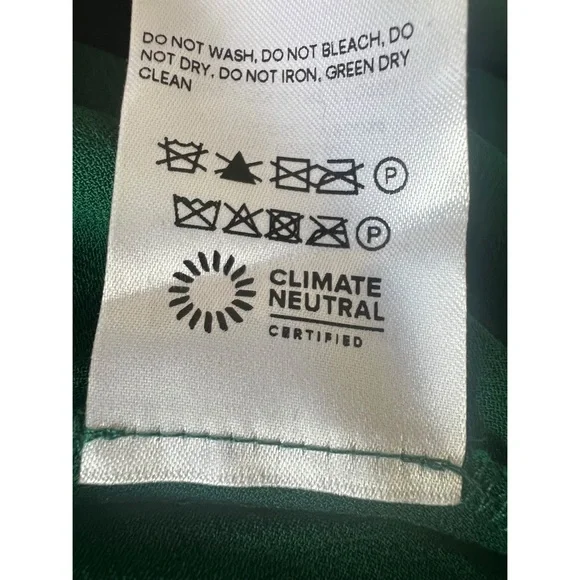 DO NOT WASH, DO NOT BLEACH, DO
NOT DRY, DO NOT IRON, GREEN DRY
CLEAN
P
P
CLIMATE
NEUTRAL
CERTIFIED